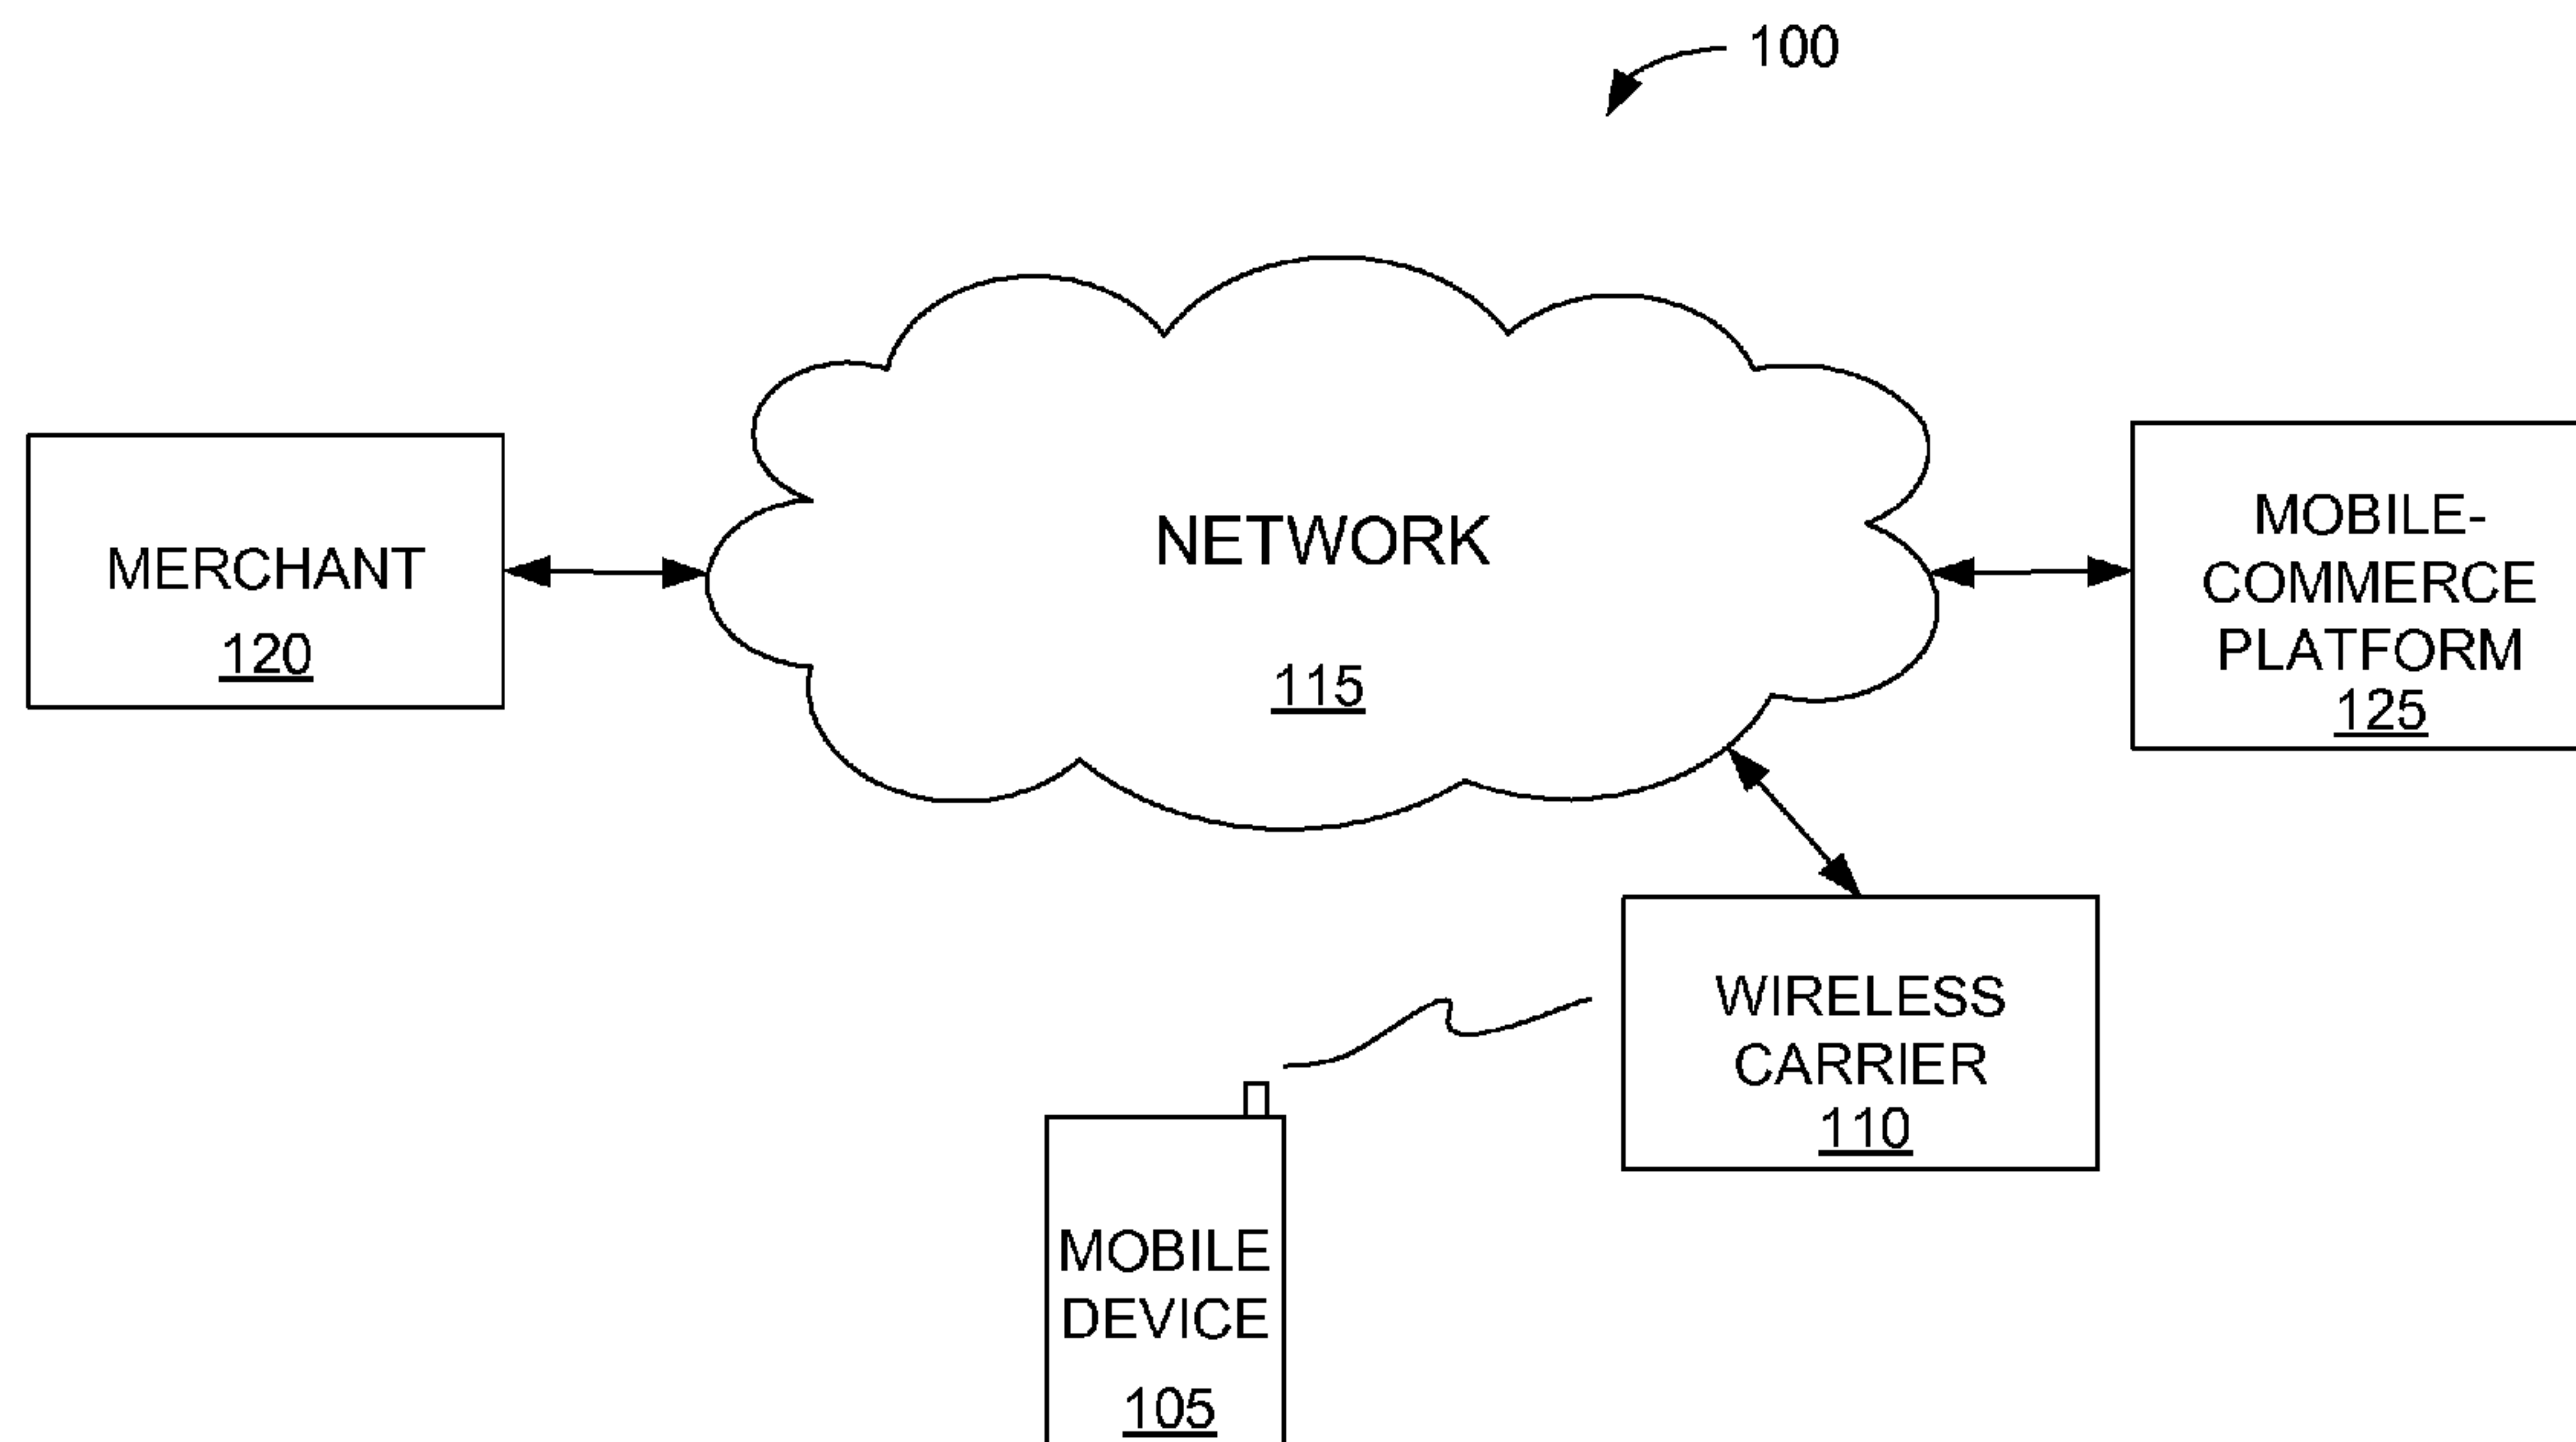 100
NETWORK
115
MERCHANT
120
MOBILE-
COMMERCE
PLATFORM
125
WIRELESS
CARRIER
110
MOBILE
DEVICE
105